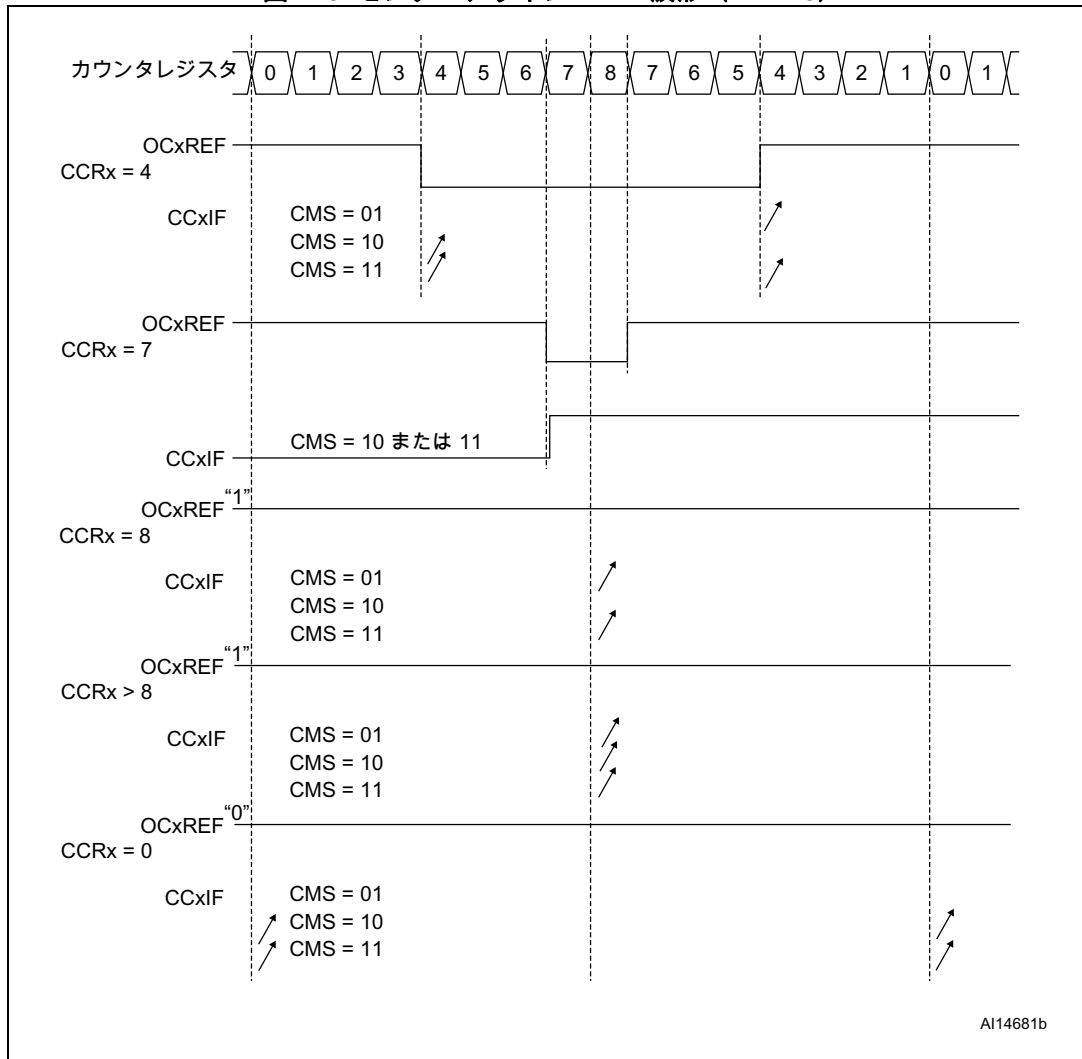 カウンタレジスタ 0 1 2 3 4 5 6 7 8 7 6 5 4 3 2 1 0 1
OCxREF
CCRx = 4
CCxIF CMS = 01
CMS = 10
CMS = 11
OCxREF
CCRx = 7
CMS = 10 または 11
CCxIF
OCxREF “1”
CCRx = 8
CCxIF CMS = 01
CMS = 10
CMS = 11
OCxREF “1”
CCRx > 8
CCxIF CMS = 01
CMS = 10
CMS = 11
OCxREF “0”
CCRx = 0
CCxIF CMS = 01
CMS = 10
CMS = 11
AI14681b